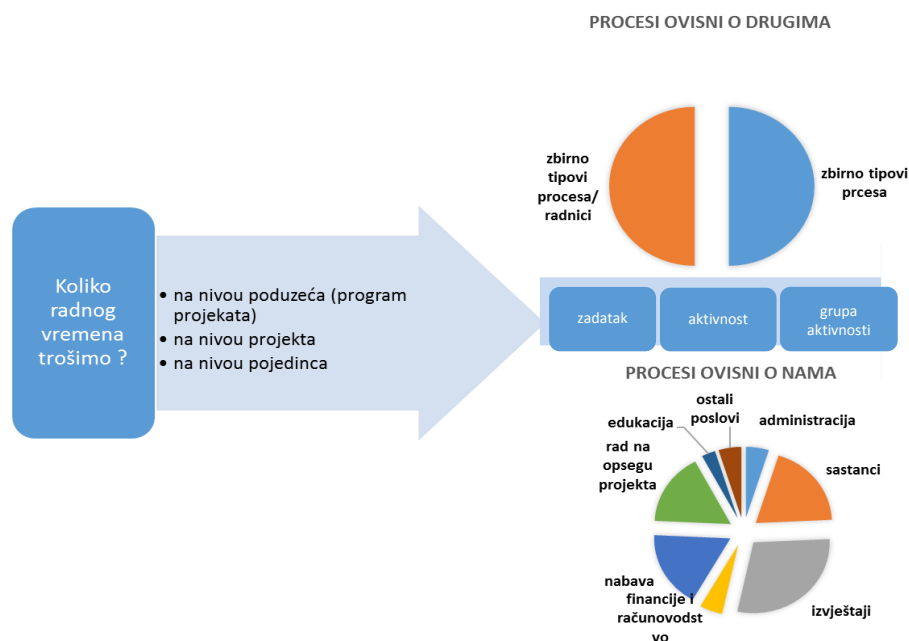 PROCESI OVISNI O DRUGIMA
zbirno
tipovi
procesa/
radnici
zbirno tipovi
prcesa
Koliko
radnog
vremena
trošimo ?
• na nivou poduzeća (program
projekata)
• na nivou projekta
• na nivou pojedinca
zadatak
aktivnost
grupa
aktivnosti
PROCESI OVISNI O NAMA
ostali
poslovi
edukacija
administracija
rad na
opsegu
projekta
sastanci
nabava
financije i
računovodst
vo
izvještaji